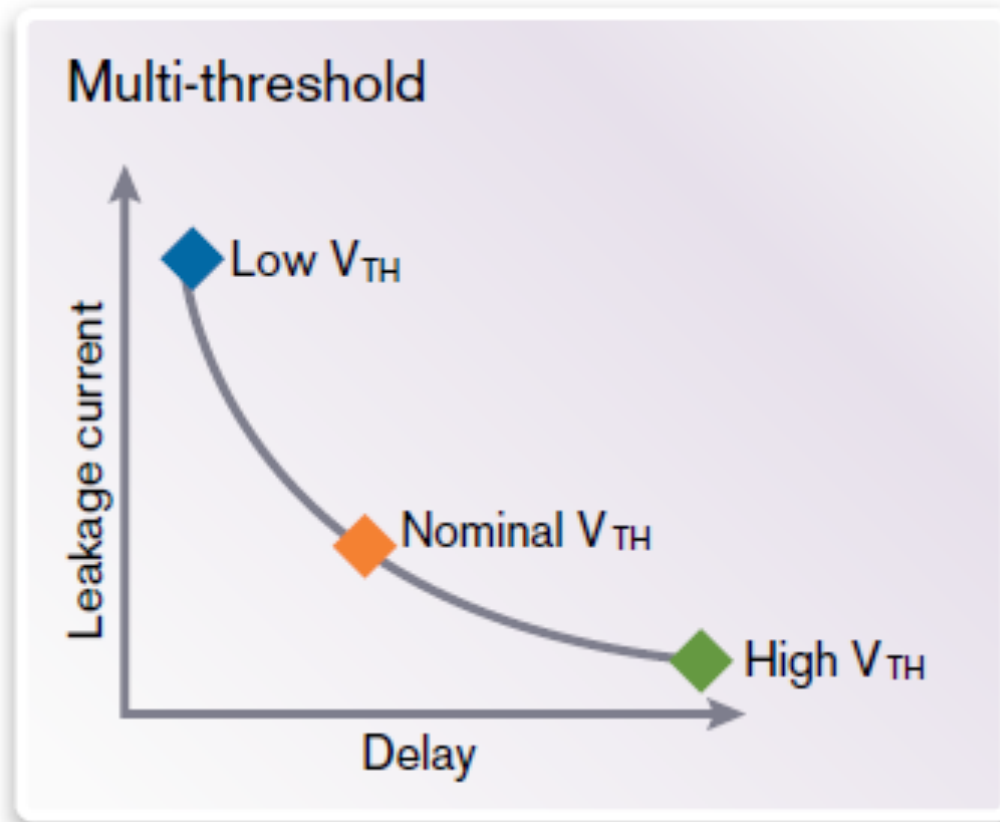 Multi-threshold
Low VTH
Leakage current
Nominal VTH
High VTH
Delay